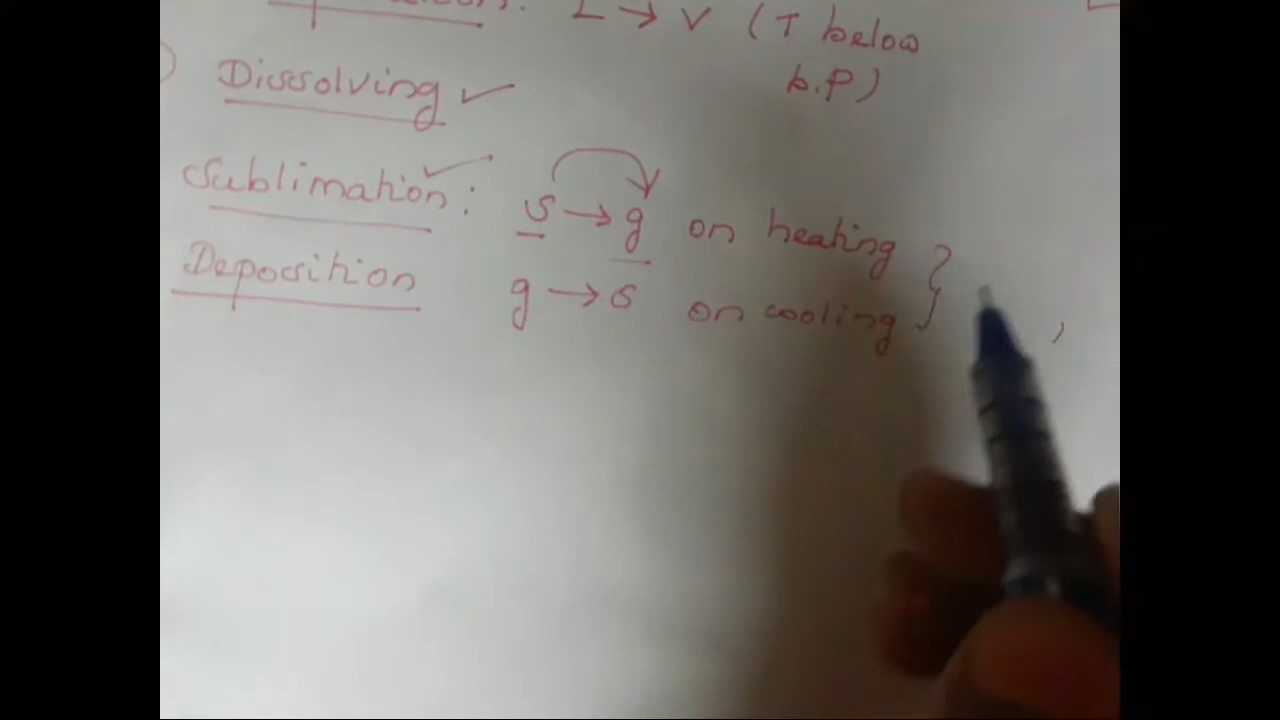 L → V (T below
b.p)
Dissolving ✓
Sublimation ✓ : s → g on heating }
Deposition g → s on cooling